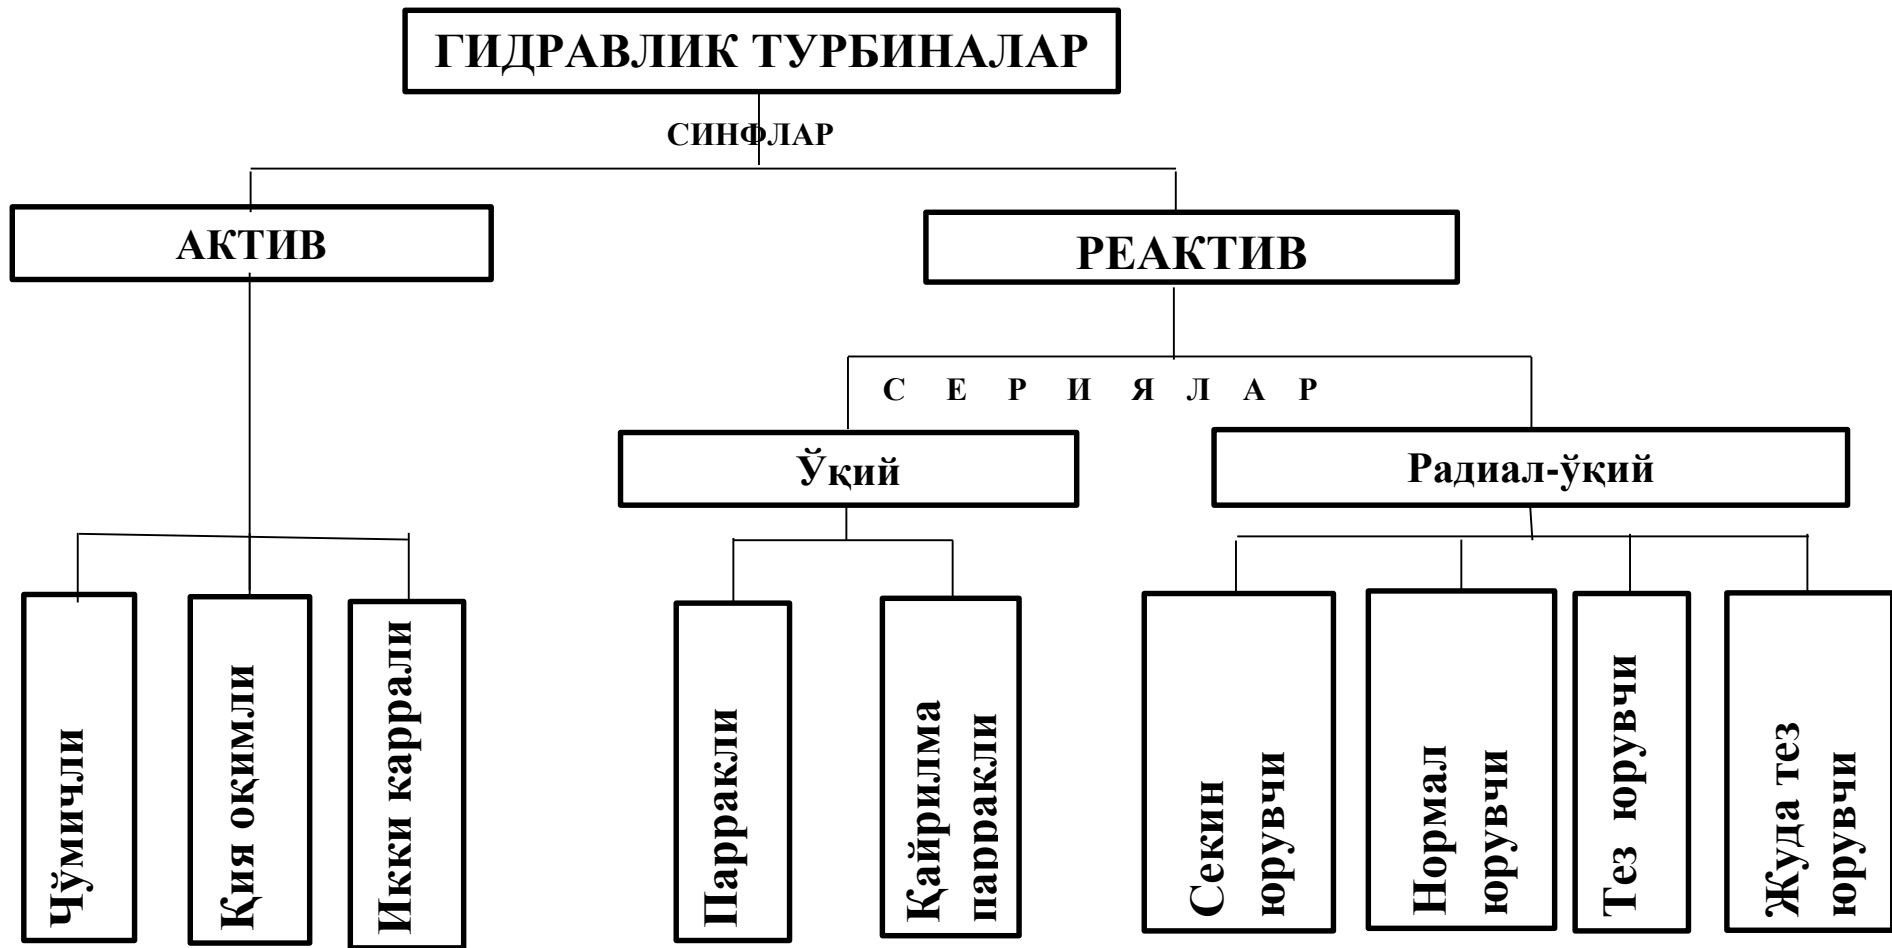 ГИДРАВЛИК ТУРБИНАЛАР
СИНФЛАР
АКТИВ
РЕАКТИВ
С Е Р И Я Л А Р
Ўқий
Радиал-ўқий
Чўмичли
Қия оқимли
Икки каррали
Парракли
Қайрилма
парракли
Секин
юрувчи
Нормал
юрувчи
Тез юрувчи
Жуда тез
юрувчи